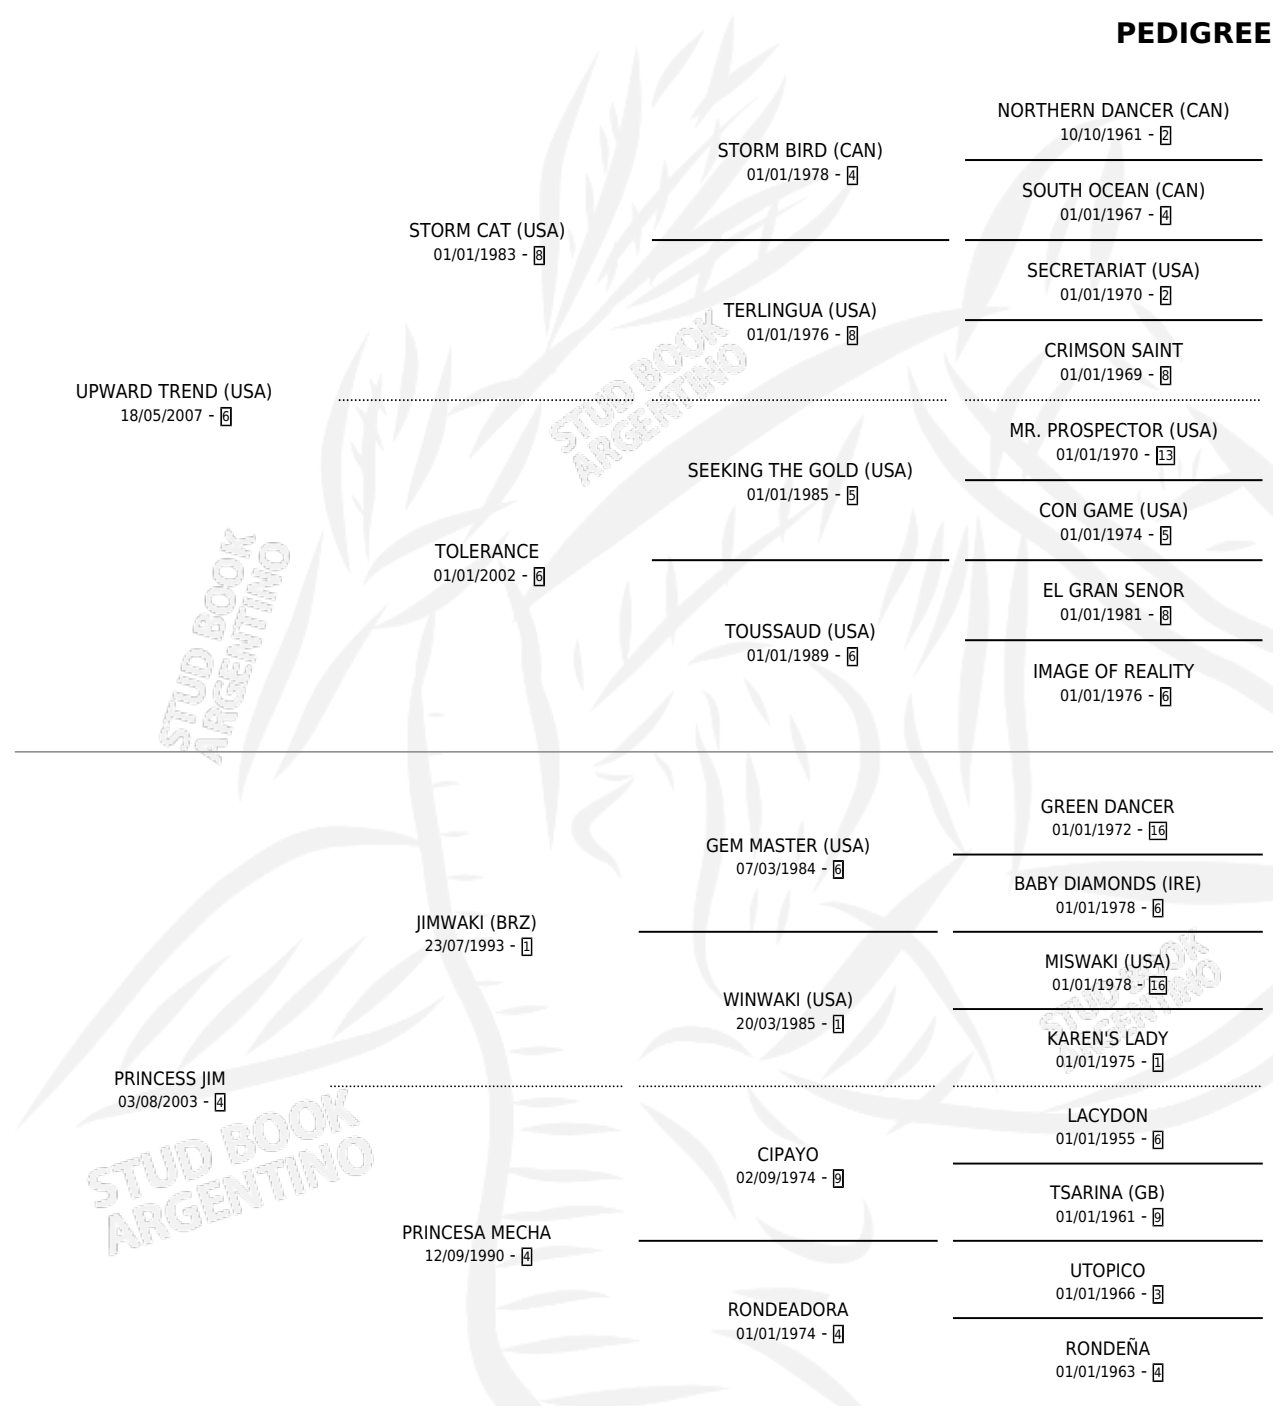 PEDIGREE
NORTHERN DANCER (CAN)
10/10/1961 - 2
STORM BIRD (CAN)
01/01/1978 - 4
SOUTH OCEAN (CAN)
01/01/1967 - 4
STORM CAT (USA)
01/01/1983 - 8
SECRETARIAT (USA)
01/01/1970 - 2
TERLINGUA (USA)
01/01/1976 - 8
CRIMSON SAINT
01/01/1969 - 8
UPWARD TREND (USA)
18/05/2007 - 6
STUD BOOK
ARGENTINO
MR. PROSPECTOR (USA)
01/01/1970 - 13
SEEKING THE GOLD (USA)
01/01/1985 - 5
CON GAME (USA)
01/01/1974 - 5
TOLERANCE
01/01/2002 - 6
EL GRAN SENOR
01/01/1981 - 8
TOUSSAUD (USA)
01/01/1989 - 6
IMAGE OF REALITY
01/01/1976 - 6
STUD BOOK
ARGENTINO
GREEN DANCER
01/01/1972 - 16
GEM MASTER (USA)
07/03/1984 - 6
BABY DIAMONDS (IRE)
01/01/1978 - 6
JIMWAKI (BRZ)
23/07/1993 - 1
MISWAKI (USA)
01/01/1978 - 16
WINWAKI (USA)
20/03/1985 - 1
STUD BOOK
ARGENTINO
KAREN'S LADY
01/01/1975 - 1
PRINCESS JIM
03/08/2003 - 4
LACYDON
01/01/1955 - 6
CIPAYO
02/09/1974 - 9
TSARINA (GB)
01/01/1961 - 9
STUD BOOK
ARGENTINO
PRINCESA MECHA
12/09/1990 - 4
UTOPICO
01/01/1966 - 3
RONDEADORA
01/01/1974 - 4
RONDEÑA
01/01/1963 - 4